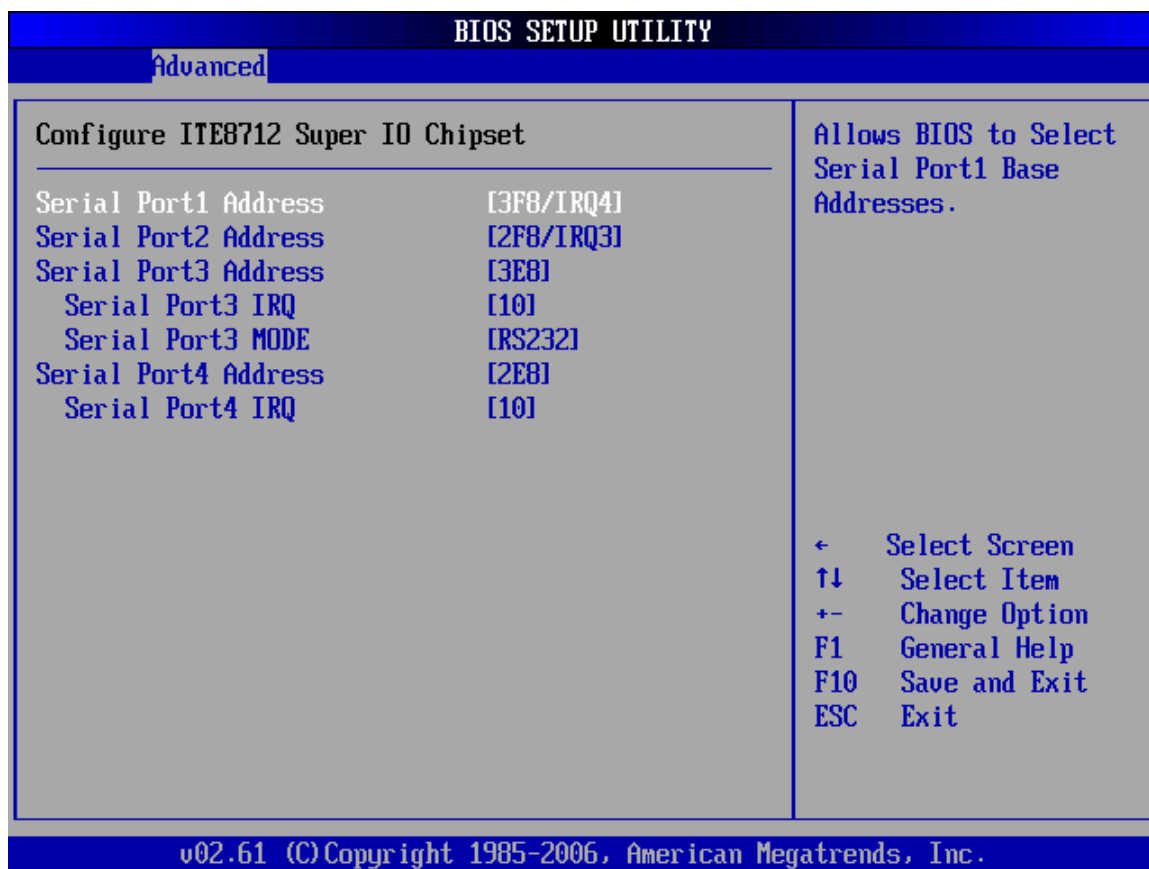 BIOS SETUP UTILITY
Advanced
Configure ITE8712 Super IO Chipset
Serial Port1 Address [3F8/IRQ4]
Serial Port2 Address [2F8/IRQ3]
Serial Port3 Address [3E8]
Serial Port3 IRQ [10]
Serial Port3 MODE [RS232]
Serial Port4 Address [2E8]
Serial Port4 IRQ [10]
Allows BIOS to Select
Serial Port1 Base
Addresses.
← Select Screen
↑↓ Select Item
+- Change Option
F1 General Help
F10 Save and Exit
ESC Exit
v02.61 (C)Copyright 1985-2006, American Megatrends, Inc.